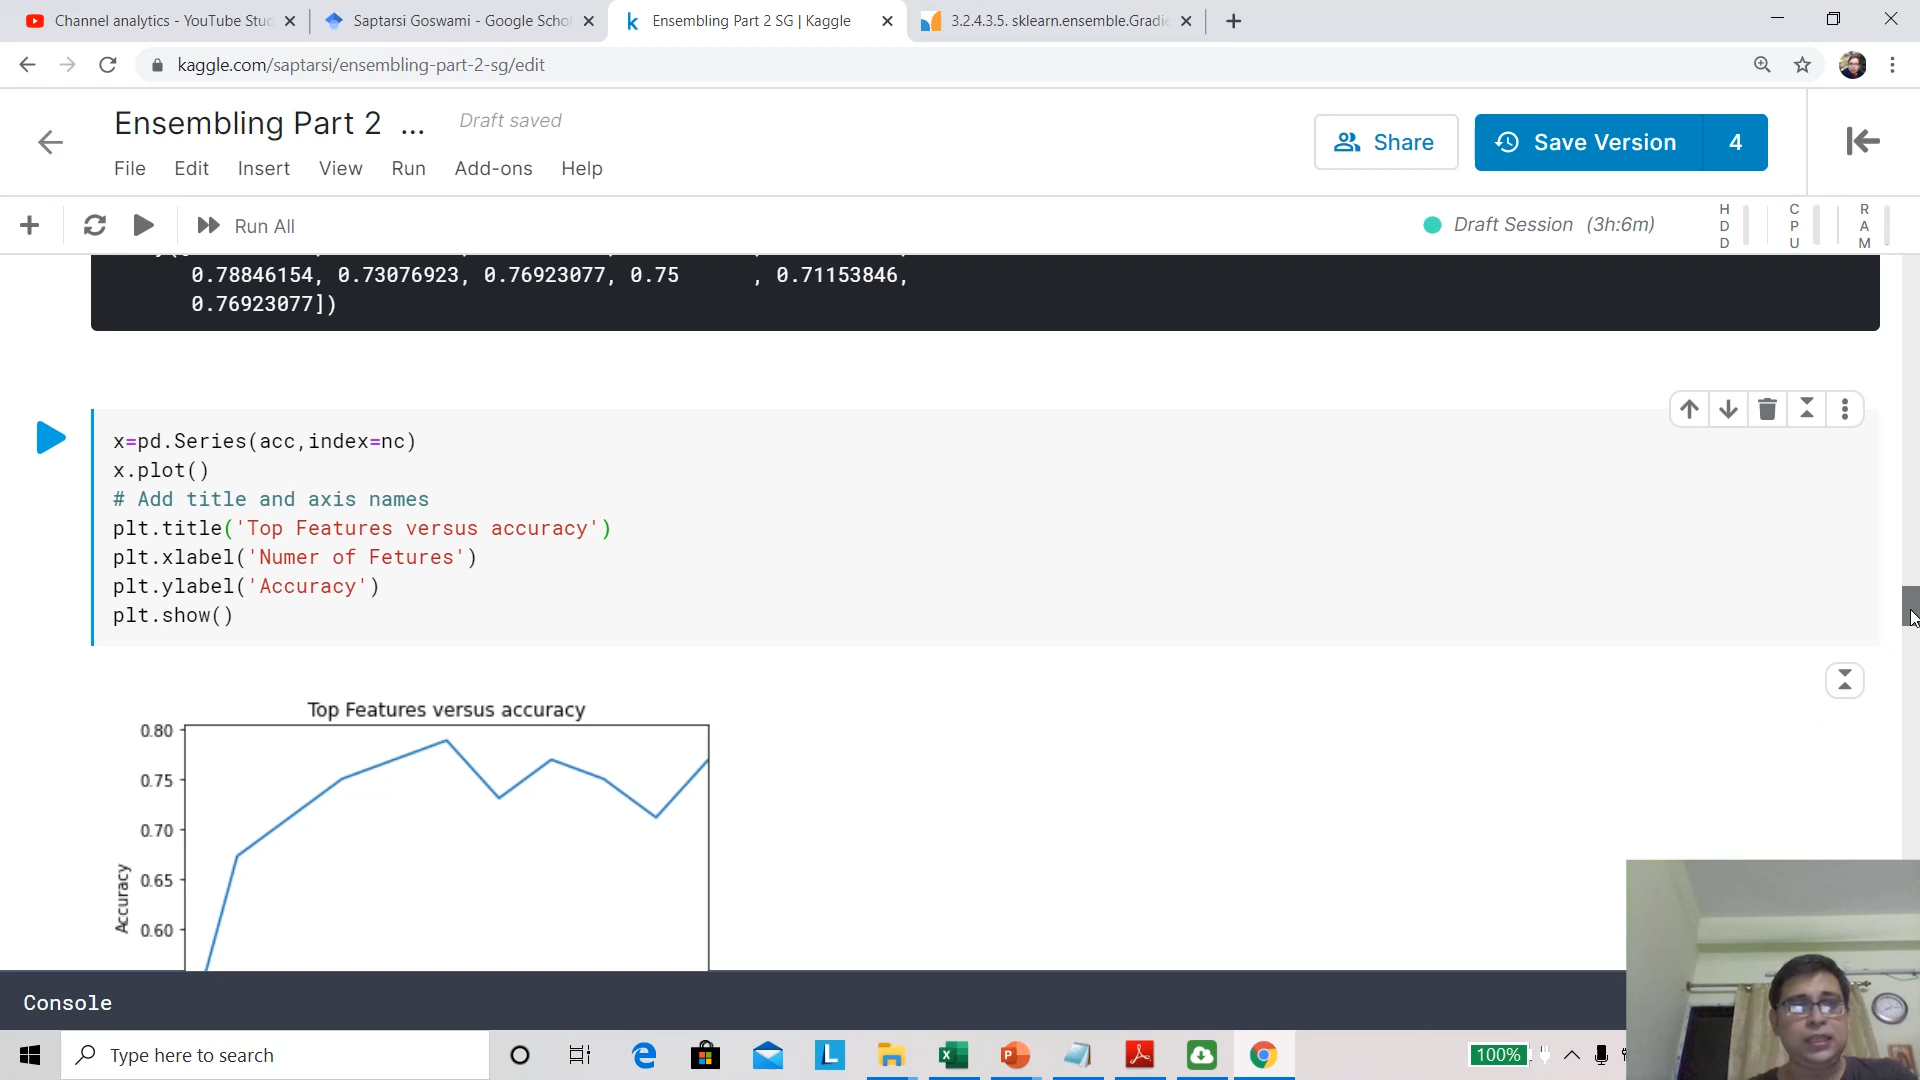 Channel analytics - YouTube Stud
Saptarsi Goswami - Google Schol
Ensembling Part 2 SG | Kaggle
3.2.4.3.5. sklearn.ensemble.Gradie
kaggle.com/saptarsi/ensembling-part-2-sg/edit
Ensembling Part 2 ...
Draft saved
Share
Save Version
4
File
Edit
Insert
View
Run
Add-ons
Help
Run All
Draft Session (3h:6m)
HDD
CPU
RAM
0.78846154, 0.73076923, 0.76923077, 0.75      , 0.71153846,
0.76923077])
x=pd.Series(acc,index=nc)
x.plot()
# Add title and axis names
plt.title('Top Features versus accuracy')
plt.xlabel('Numer of Fetures')
plt.ylabel('Accuracy')
plt.show()
Top Features versus accuracy
0.80
0.75
0.70
0.65
0.60
Accuracy
Console
Type here to search
100%